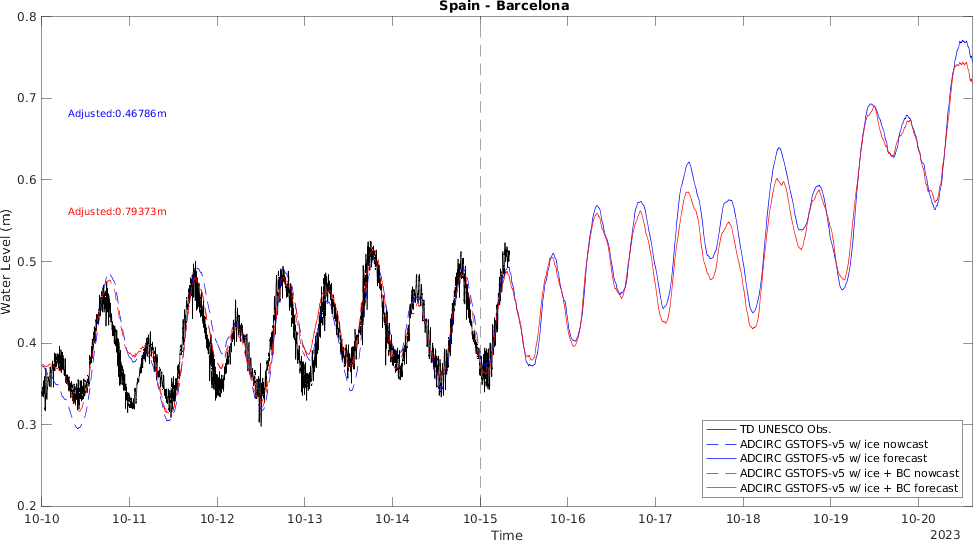 Spain - Barcelona
0.8
0.7
0.6
0.5
0.4
0.3
0.2
Water Level (m)
Adjusted:0.46786m
Adjusted:0.79373m
TD UNESCO Obs.
ADCIRC GSTOFS-v5 w/ ice nowcast
ADCIRC GSTOFS-v5 w/ ice forecast
ADCIRC GSTOFS-v5 w/ ice + BC nowcast
ADCIRC GSTOFS-v5 w/ ice + BC forecast
10-10 10-11 10-12 10-13 10-14 10-15 10-16 10-17 10-18 10-19 10-20
2023
Time